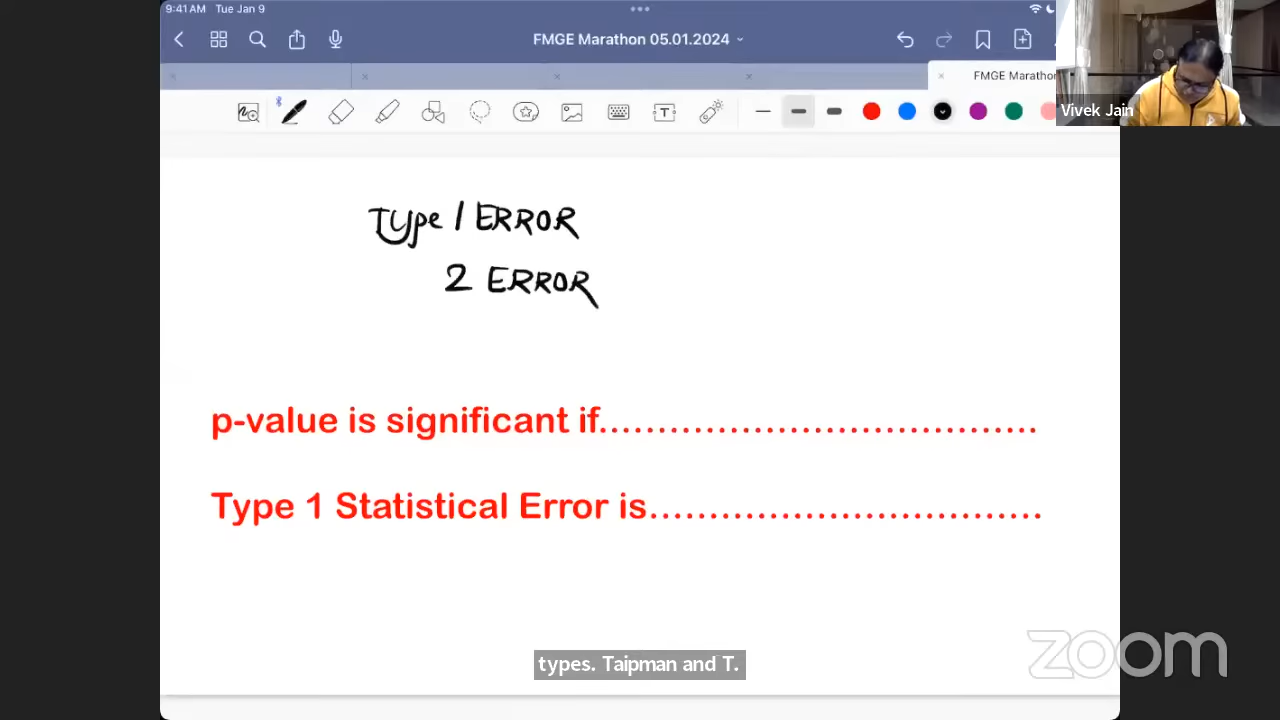 9:41 AM Tue Jan 9
FMGE Marathon 05.01.2024
FMGE Marathon
Vivek Jain
Type 1 ERROR
2 ERROR
p-value is significant if....................................
Type 1 Statistical Error is.................................
types. Taipman and T.
zoom